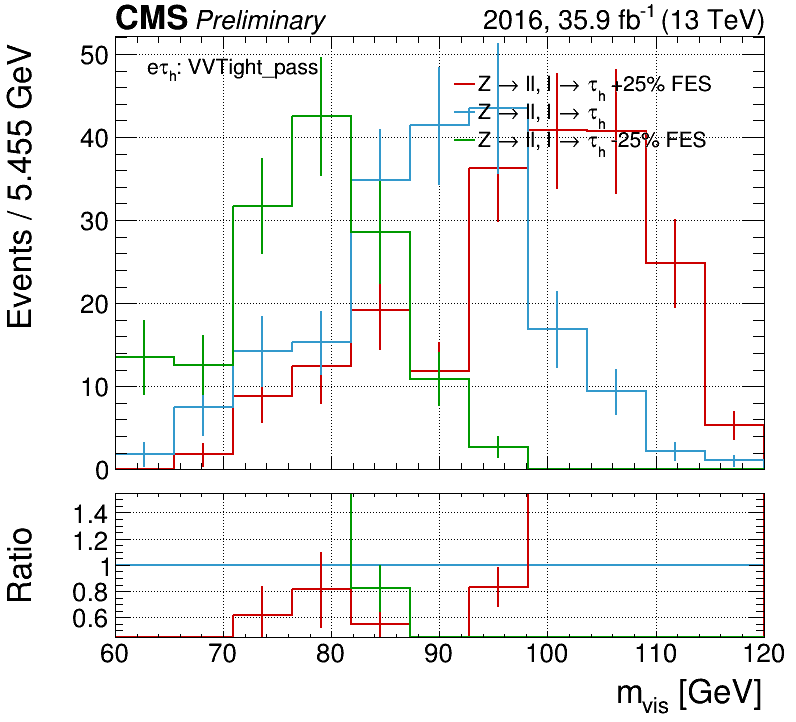 CMS Preliminary 2016, 35.9 fb⁻¹ (13 TeV)
eτₕ: VVTight_pass
Z → ll, l → τₕ +25% FES
Z → ll, l → τₕ
Z → ll, l → τₕ -25% FES
Events / 5.455 GeV
50
40
30
20
10
0
Ratio
1.4
1.2
1
0.8
0.6
60 70 80 90 100 110 120
m_vis [GeV]